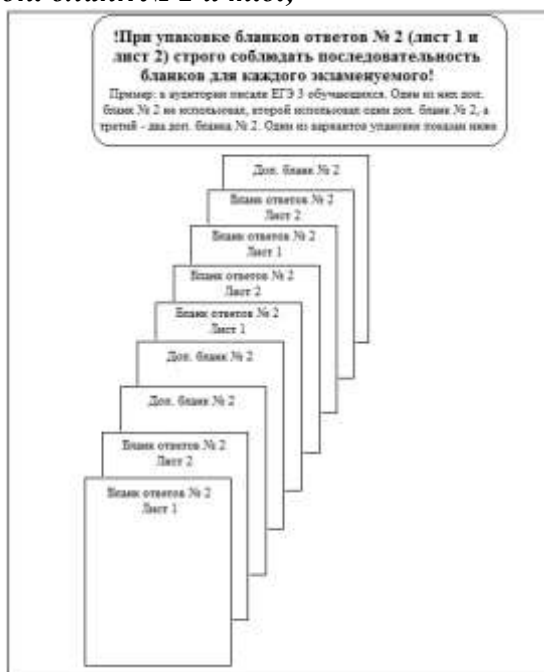 !При упаковке бланков ответов № 2 (лист 1 и
лист 2) строго соблюдать последовательность
бланков для каждого экзаменуемого!
Пример: в аудитории писали ЕГЭ 3 обучающихся. Один из них доп.
бланк № 2 не использовал, второй использовал один доп. бланк № 2, а
третий - два доп. бланка № 2. Один из вариантов упаковки показан ниже
Доп. бланк № 2
Бланк ответов № 2
Лист 2
Бланк ответов № 2
Лист 1
Бланк ответов № 2
Лист 2
Бланк ответов № 2
Лист 1
Доп. бланк № 2
Доп. бланк № 2
Бланк ответов № 2
Лист 2
Бланк ответов № 2
Лист 1